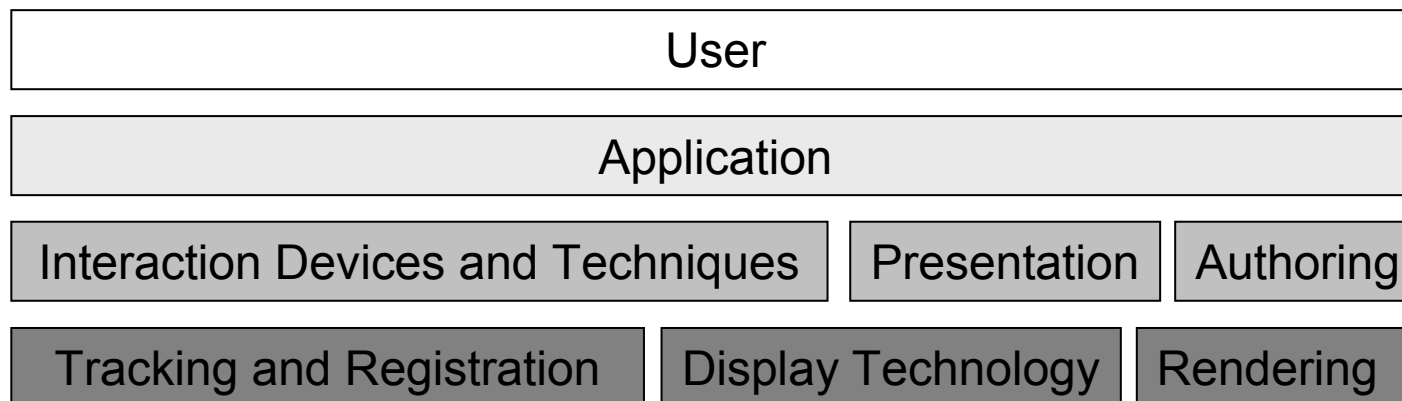 User
Application
Interaction Devices and Techniques Presentation Authoring
Tracking and Registration Display Technology Rendering